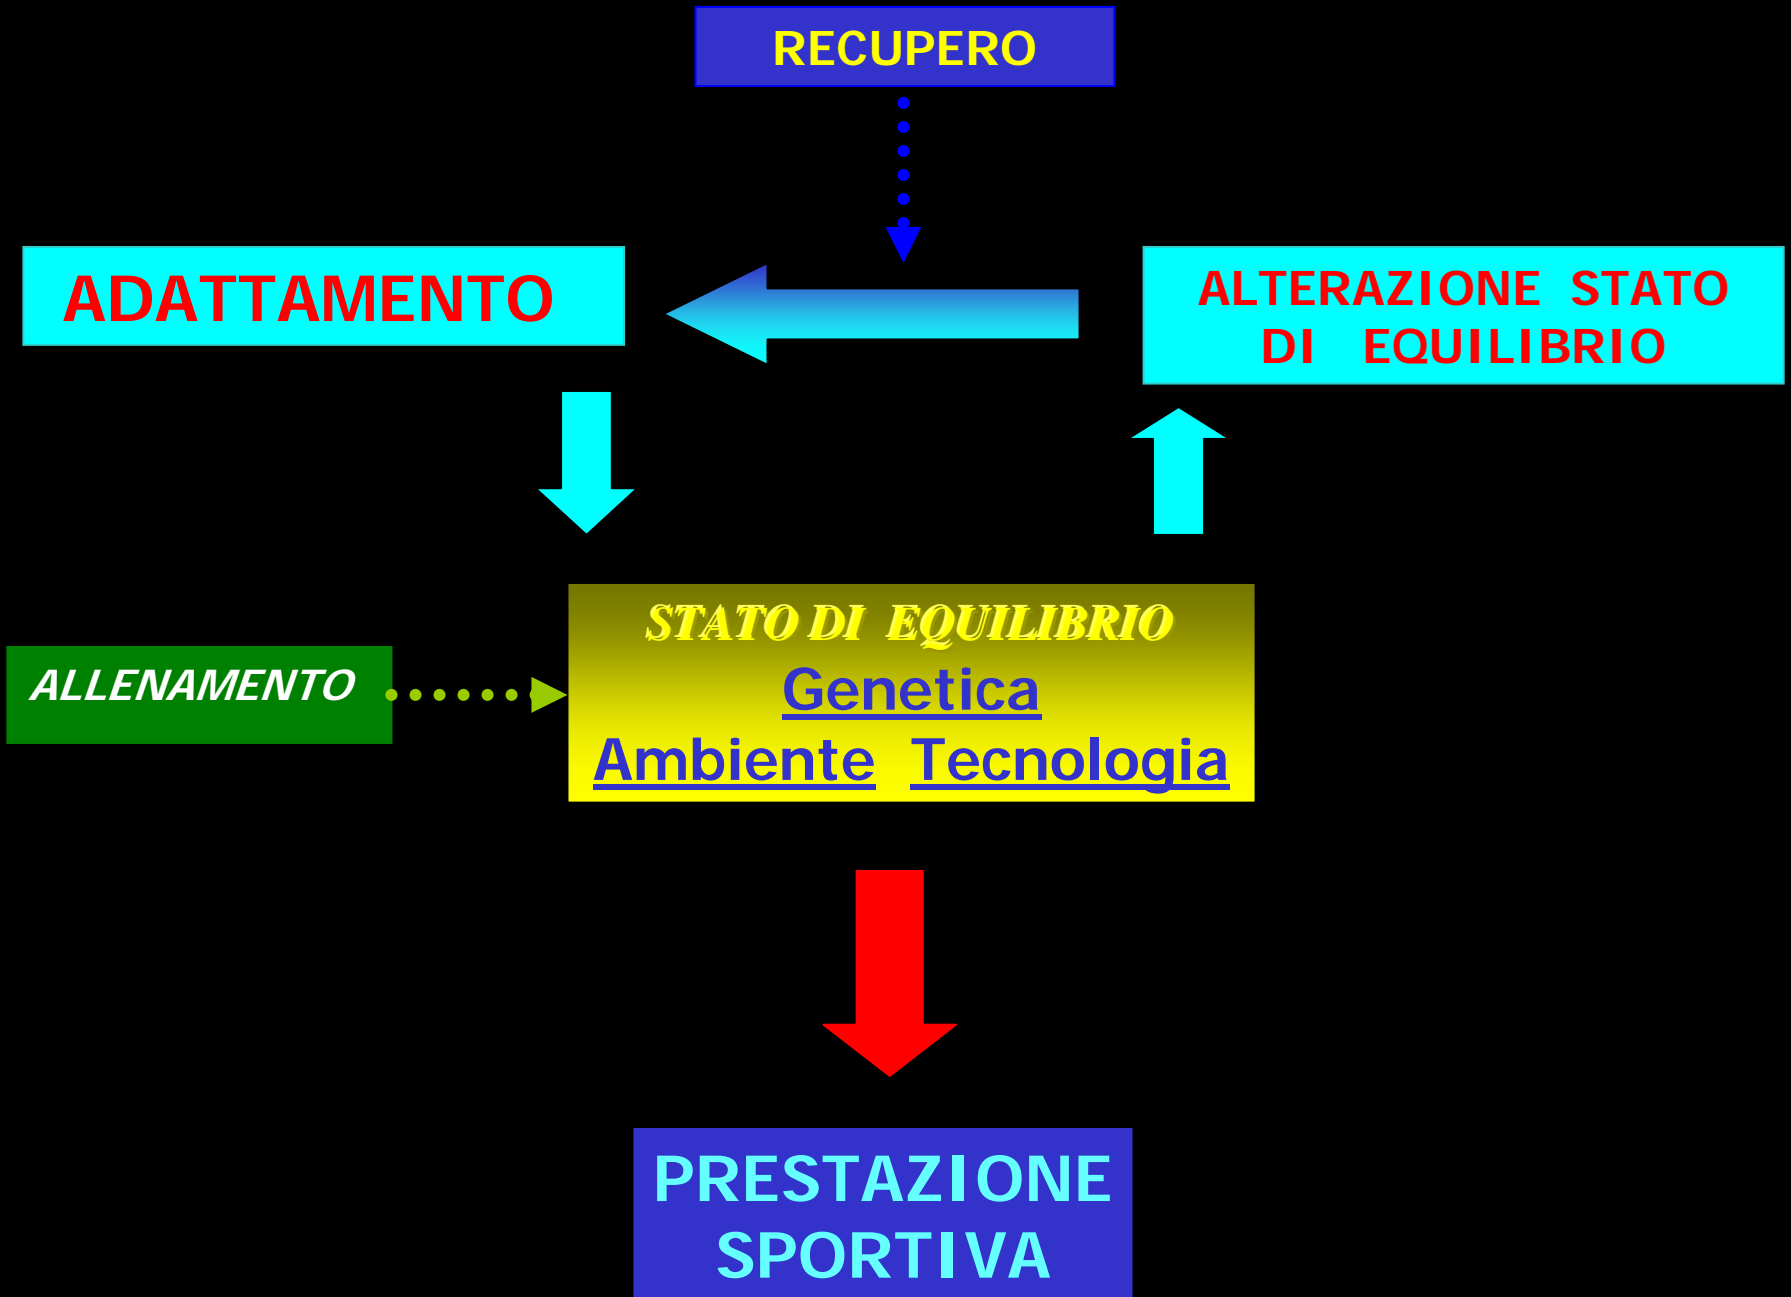 RECUPERO
ADATTAMENTO
ALTERAZIONE STATO
DI EQUILIBRIO
STATO DI EQUILIBRIO
Genetica
Ambiente Tecnologia
ALLENAMENTO
PRESTAZIONE
SPORTIVA